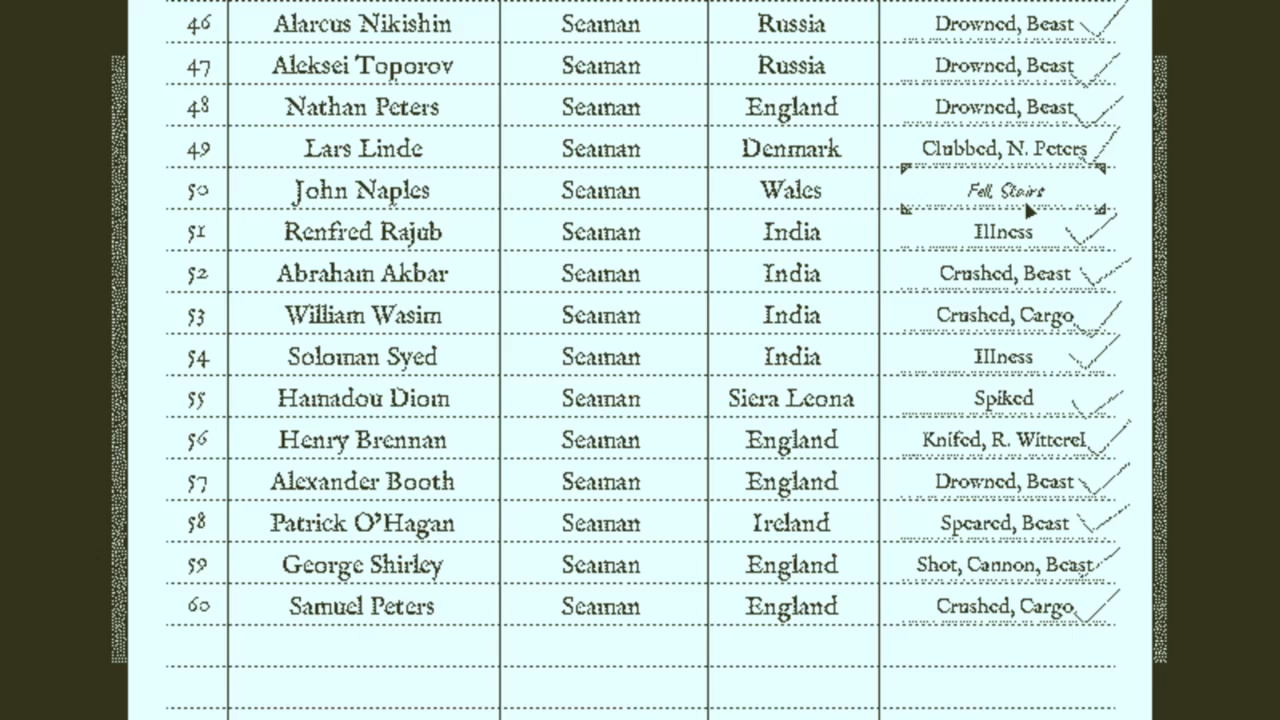 46 Alarcus Nikishin Seaman Russia Drowned, Beast
47 Aleksei Toporov Seaman Russia Drowned, Beast
48 Nathan Peters Seaman England Drowned, Beast
49 Lars Linde Seaman Denmark Clubbed, N. Peters
50 John Naples Seaman Wales Fell, Stairs
51 Renfred Rajub Seaman India Illness
52 Abraham Akbar Seaman India Crushed, Beast
53 William Wasim Seaman India Crushed, Cargo
54 Soloman Syed Seaman India Illness
55 Hamadou Diom Seaman Siera Leona Spiked
56 Henry Brennan Seaman England Knifed, R. Witterel
57 Alexander Booth Seaman England Drowned, Beast
58 Patrick O'Hagan Seaman Ireland Speared, Beast
59 George Shirley Seaman England Shot, Cannon, Beast
60 Samuel Peters Seaman England Crushed, Cargo